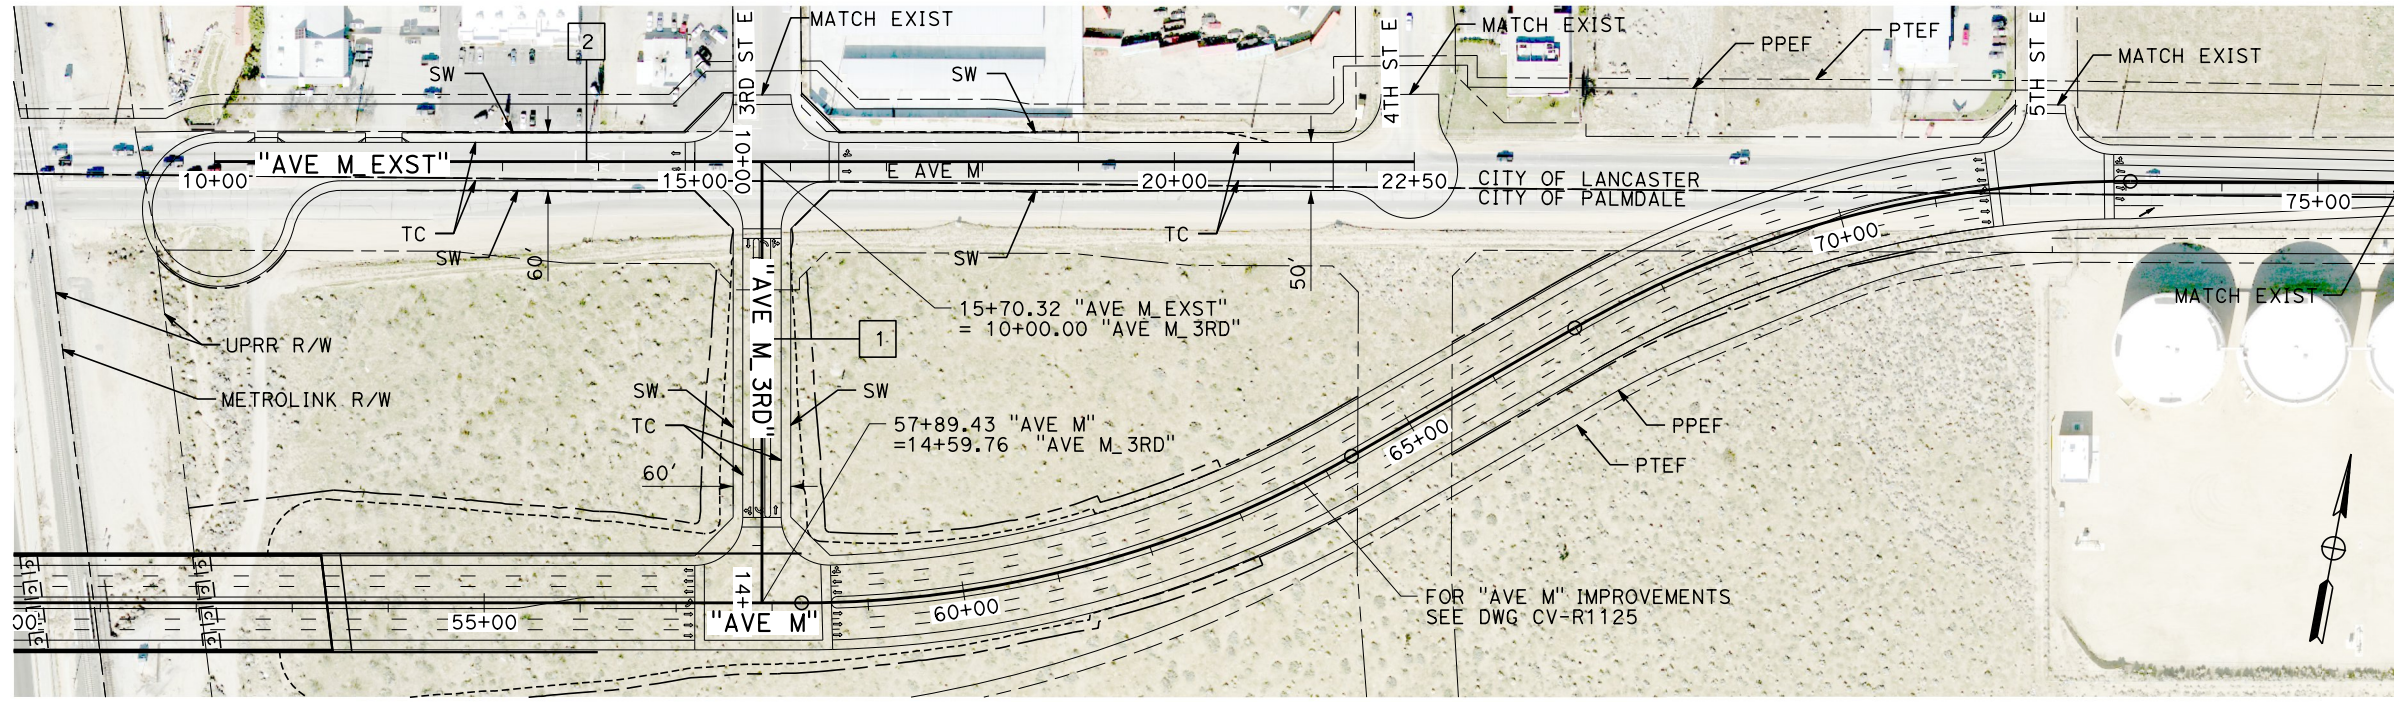 MATCH EXIST
3RD ST E
MATCH EXIST
4TH ST E
5TH ST E
2
PPEF
PTEF
MATCH EXIST
SW
SW
10+00
"AVE M_EXST"
15+00
10+00
E AVE M
20+00
22+50
CITY OF LANCASTER
CITY OF PALMDALE
75+00
TC
SW
60'
TC
SW
50'
70+00
MATCH EXIST
"AVE M_3RD"
15+70.32 "AVE M_EXST"
= 10+00.00 "AVE M_3RD"
1
UPRR R/W
METROLINK R/W
SW
SW
TC
57+89.43 "AVE M"
=14+59.76 "AVE M_3RD"
60'
65+00
PPEF
PTEF
C
C
C
C
C
C
C
C
00
55+00
14+
"AVE M"
60+00
FOR "AVE M" IMPROVEMENTS
SEE DWG CV-R1125